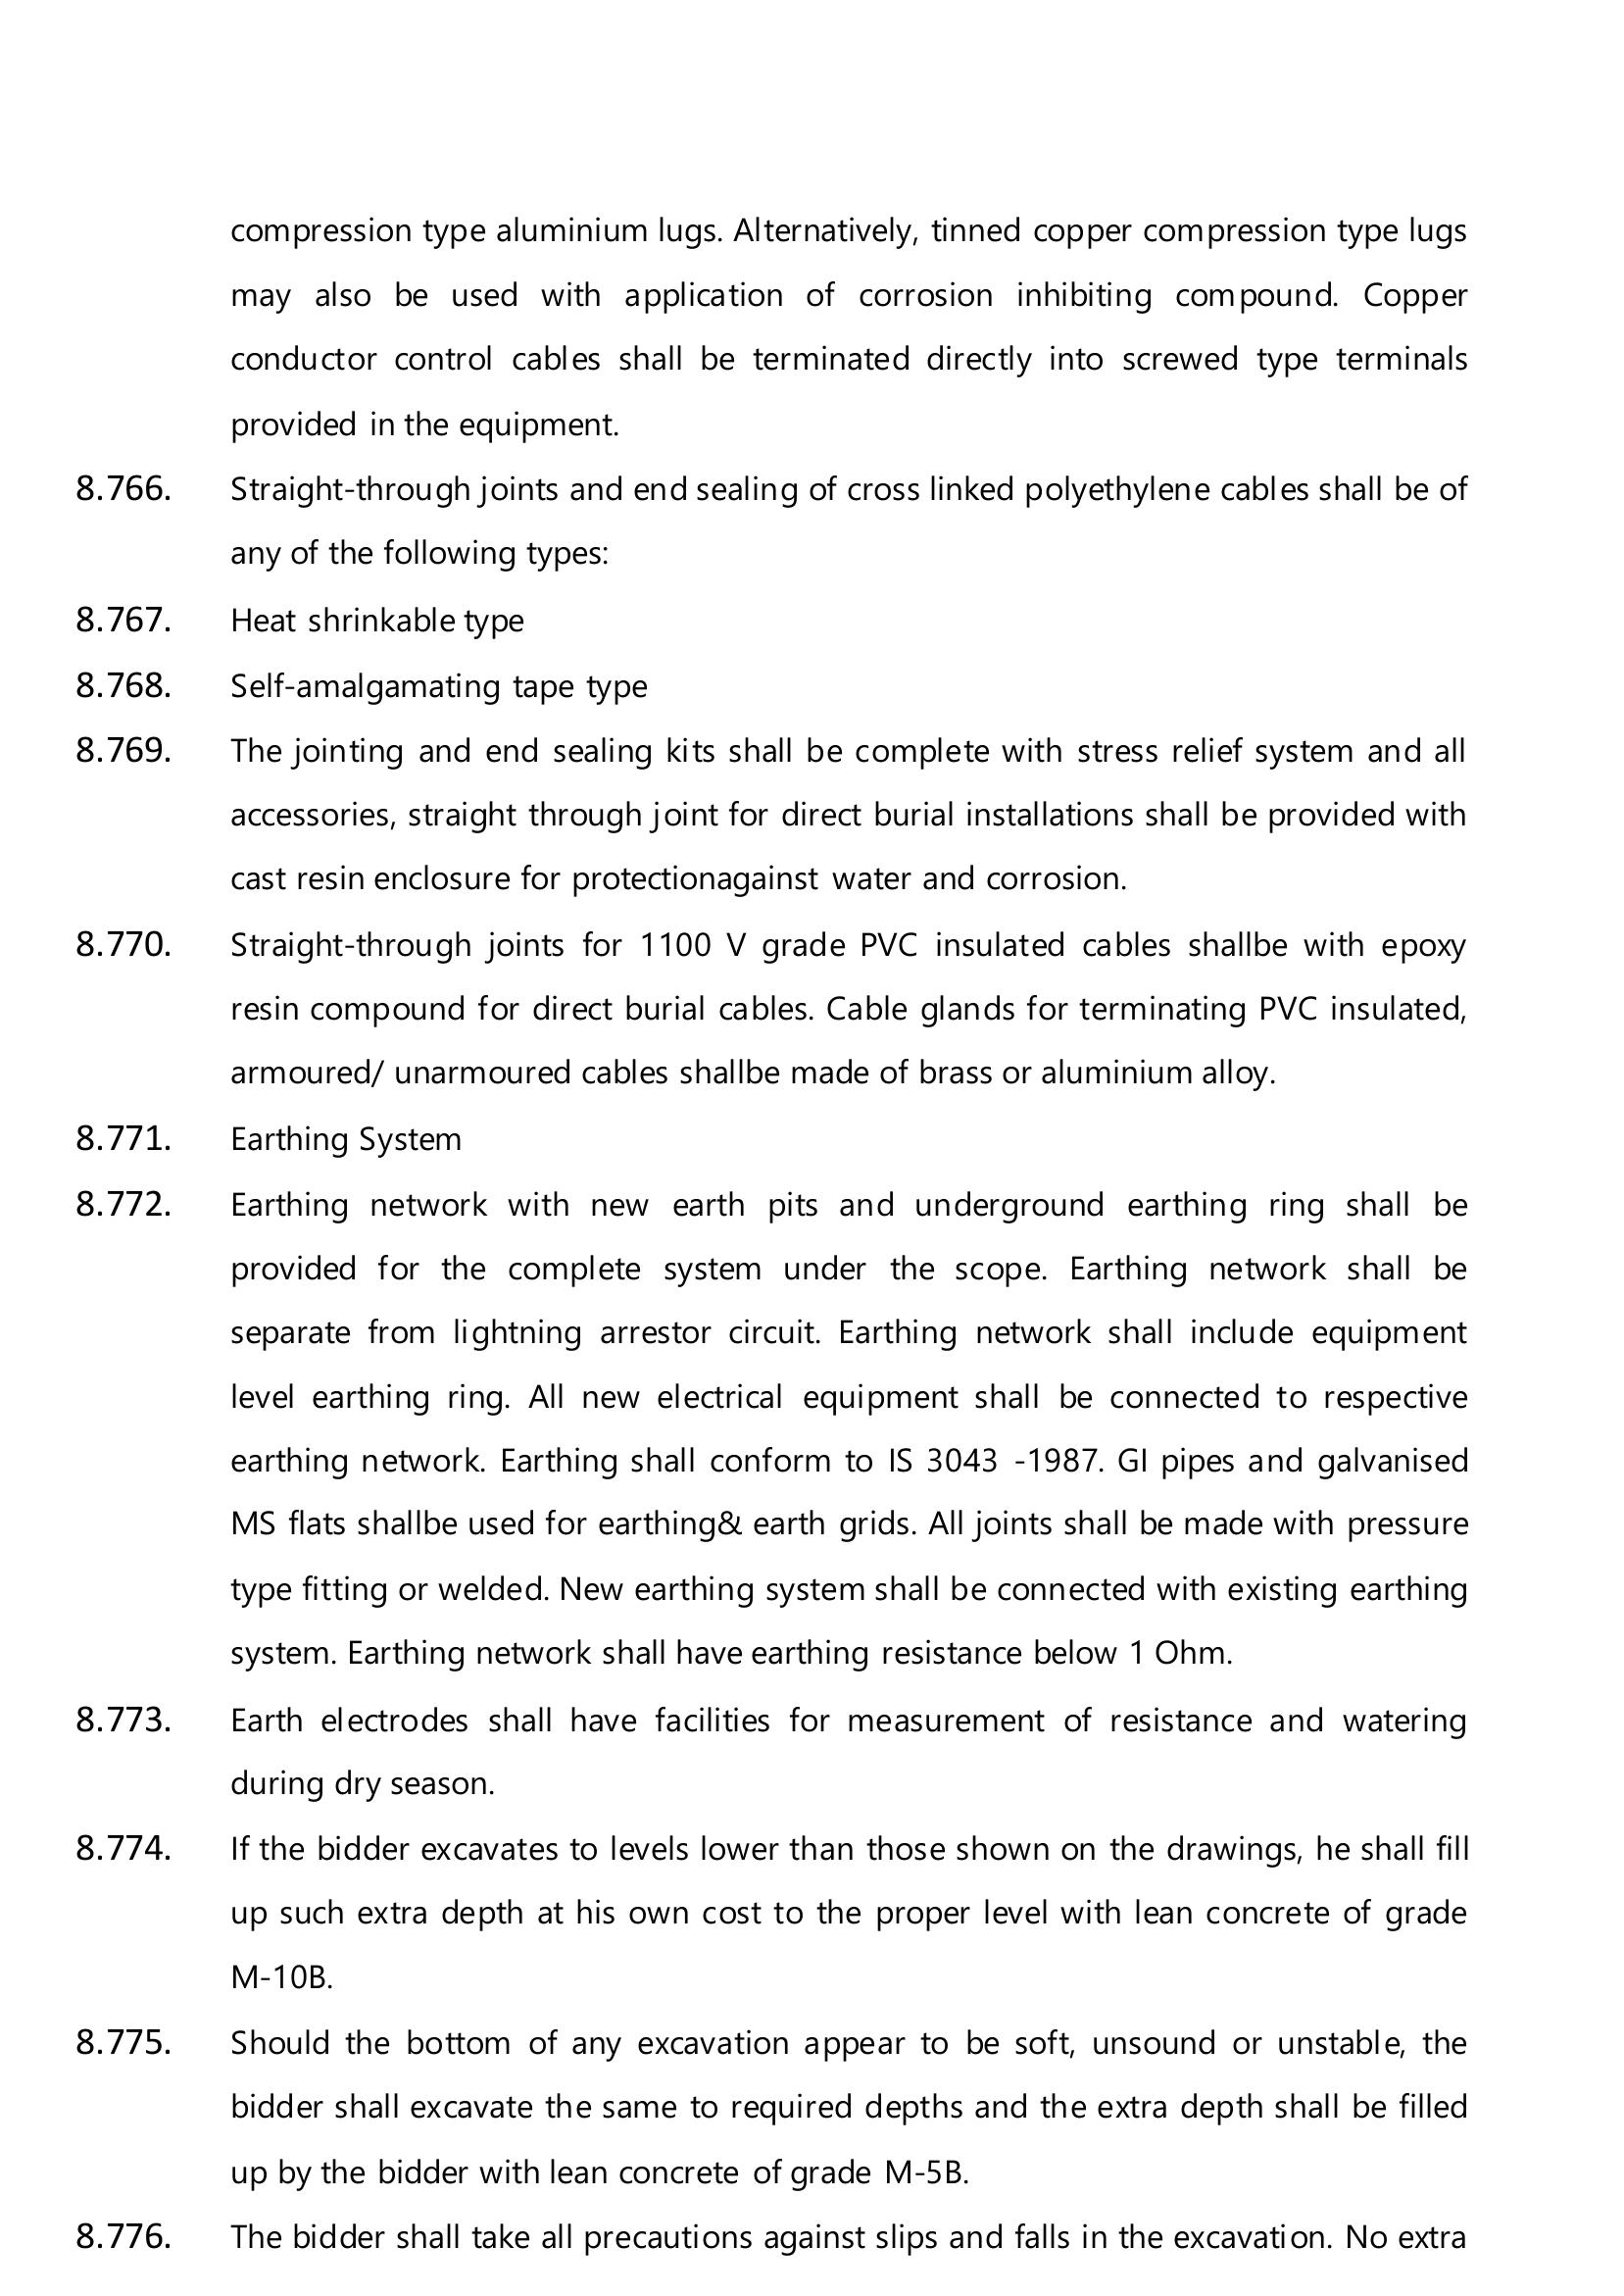 compression type aluminium lugs. Alternatively, tinned copper compression type lugs
may also be used with application of corrosion inhibiting compound. Copper
conductor control cables shall be terminated directly into screwed type terminals
provided in the equipment.
8.766. Straight-through joints and end sealing of cross linked polyethylene cables shall be of
any of the following types:
8.767. Heat shrinkable type
8.768. Self-amalgamating tape type
8.769. The jointing and end sealing kits shall be complete with stress relief system and all
accessories, straight through joint for direct burial installations shall be provided with
cast resin enclosure for protectionagainst water and corrosion.
8.770. Straight-through joints for 1100 V grade PVC insulated cables shallbe with epoxy
resin compound for direct burial cables. Cable glands for terminating PVC insulated,
armoured/ unarmoured cables shallbe made of brass or aluminium alloy.
8.771. Earthing System
8.772. Earthing network with new earth pits and underground earthing ring shall be
provided for the complete system under the scope. Earthing network shall be
separate from lightning arrestor circuit. Earthing network shall include equipment
level earthing ring. All new electrical equipment shall be connected to respective
earthing network. Earthing shall conform to IS 3043 -1987. GI pipes and galvanised
MS flats shallbe used for earthing& earth grids. All joints shall be made with pressure
type fitting or welded. New earthing system shall be connected with existing earthing
system. Earthing network shall have earthing resistance below 1 Ohm.
8.773. Earth electrodes shall have facilities for measurement of resistance and watering
during dry season.
8.774. If the bidder excavates to levels lower than those shown on the drawings, he shall fill
up such extra depth at his own cost to the proper level with lean concrete of grade
M-10B.
8.775. Should the bottom of any excavation appear to be soft, unsound or unstable, the
bidder shall excavate the same to required depths and the extra depth shall be filled
up by the bidder with lean concrete of grade M-5B.
8.776. The bidder shall take all precautions against slips and falls in the excavation. No extra